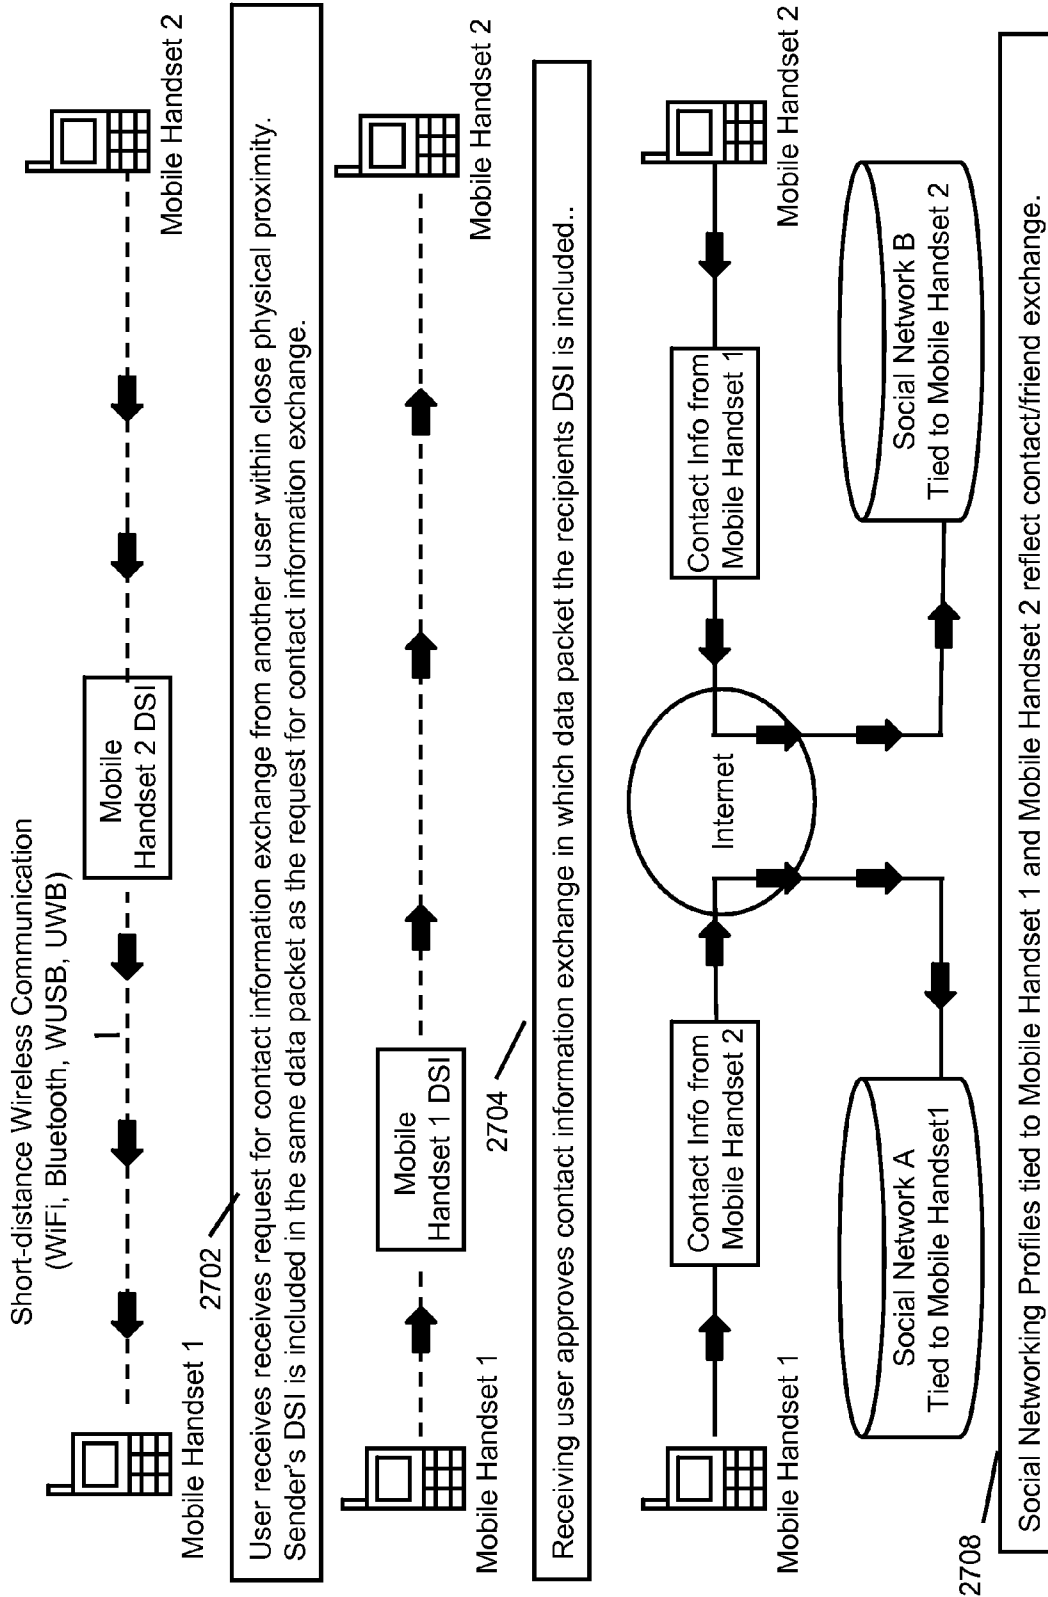 Short-distance Wireless Communication
(WiFi, Bluetooth, WUSB, UWB)
Mobile Handset 1
Mobile
Handset 2 DSI
Mobile Handset 2
2702
User receives receives request for contact information exchange from another user within close physical proximity.
Sender's DSI is included in the same data packet as the request for contact information exchange.
Mobile Handset 1
Mobile
Handset 1 DSI
Mobile Handset 2
2704
Receiving user approves contact information exchange in which data packet the recipients DSI is included..
Mobile Handset 1
Contact Info from
Mobile Handset 2
Internet
Contact Info from
Mobile Handset 1
Mobile Handset 2
Social Network A
Tied to Mobile Handset1
Social Network B
Tied to Mobile Handset 2
2708
Social Networking Profiles tied to Mobile Handset 1 and Mobile Handset 2 reflect contact/friend exchange.